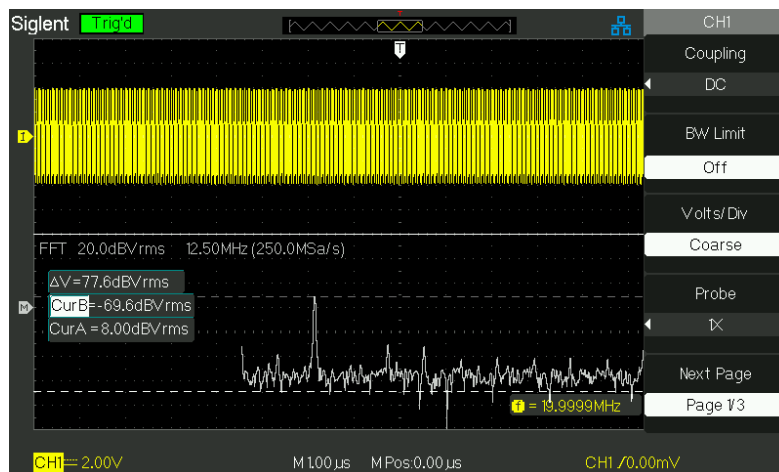 Siglent Trig'd T CH1
T
Coupling
DC
I
BW Limit
Off
Volts/Div
Coarse
FFT 20.0dBVrms 12.50MHz (250.0MSa/s)
ΔV=77.6dBVrms
M CurB=-69.6dBVrms
CurA =8.00dBVrms
Probe
1X
Next Page
f = 19.9999MHz
Page 1/3
CH1 2.00V M 1.00μs M Pos:0.00μs CH1 /0.00mV